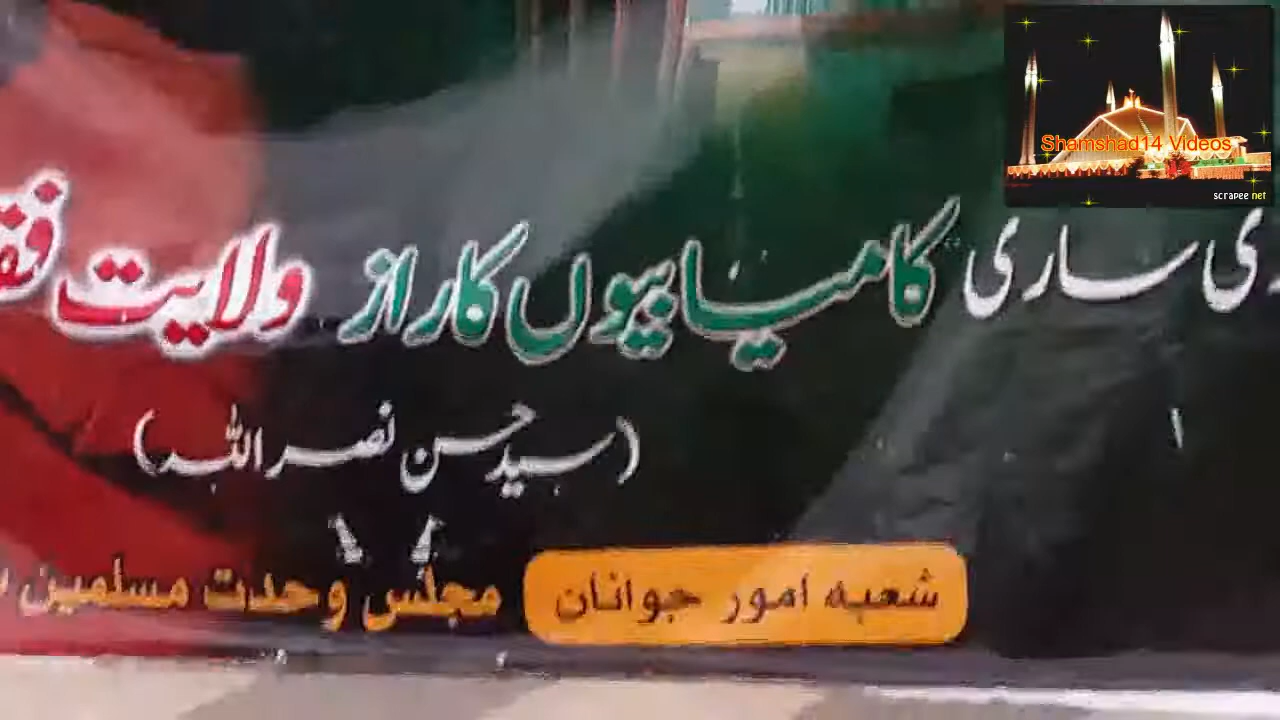 Shamshad14 Videos
scrapee net
ری ساری کامیابیوں کا راز ولایت
(سید حسن نصر اللہ)
شعبہ امور جوانان مجلس وحدت مسلمین